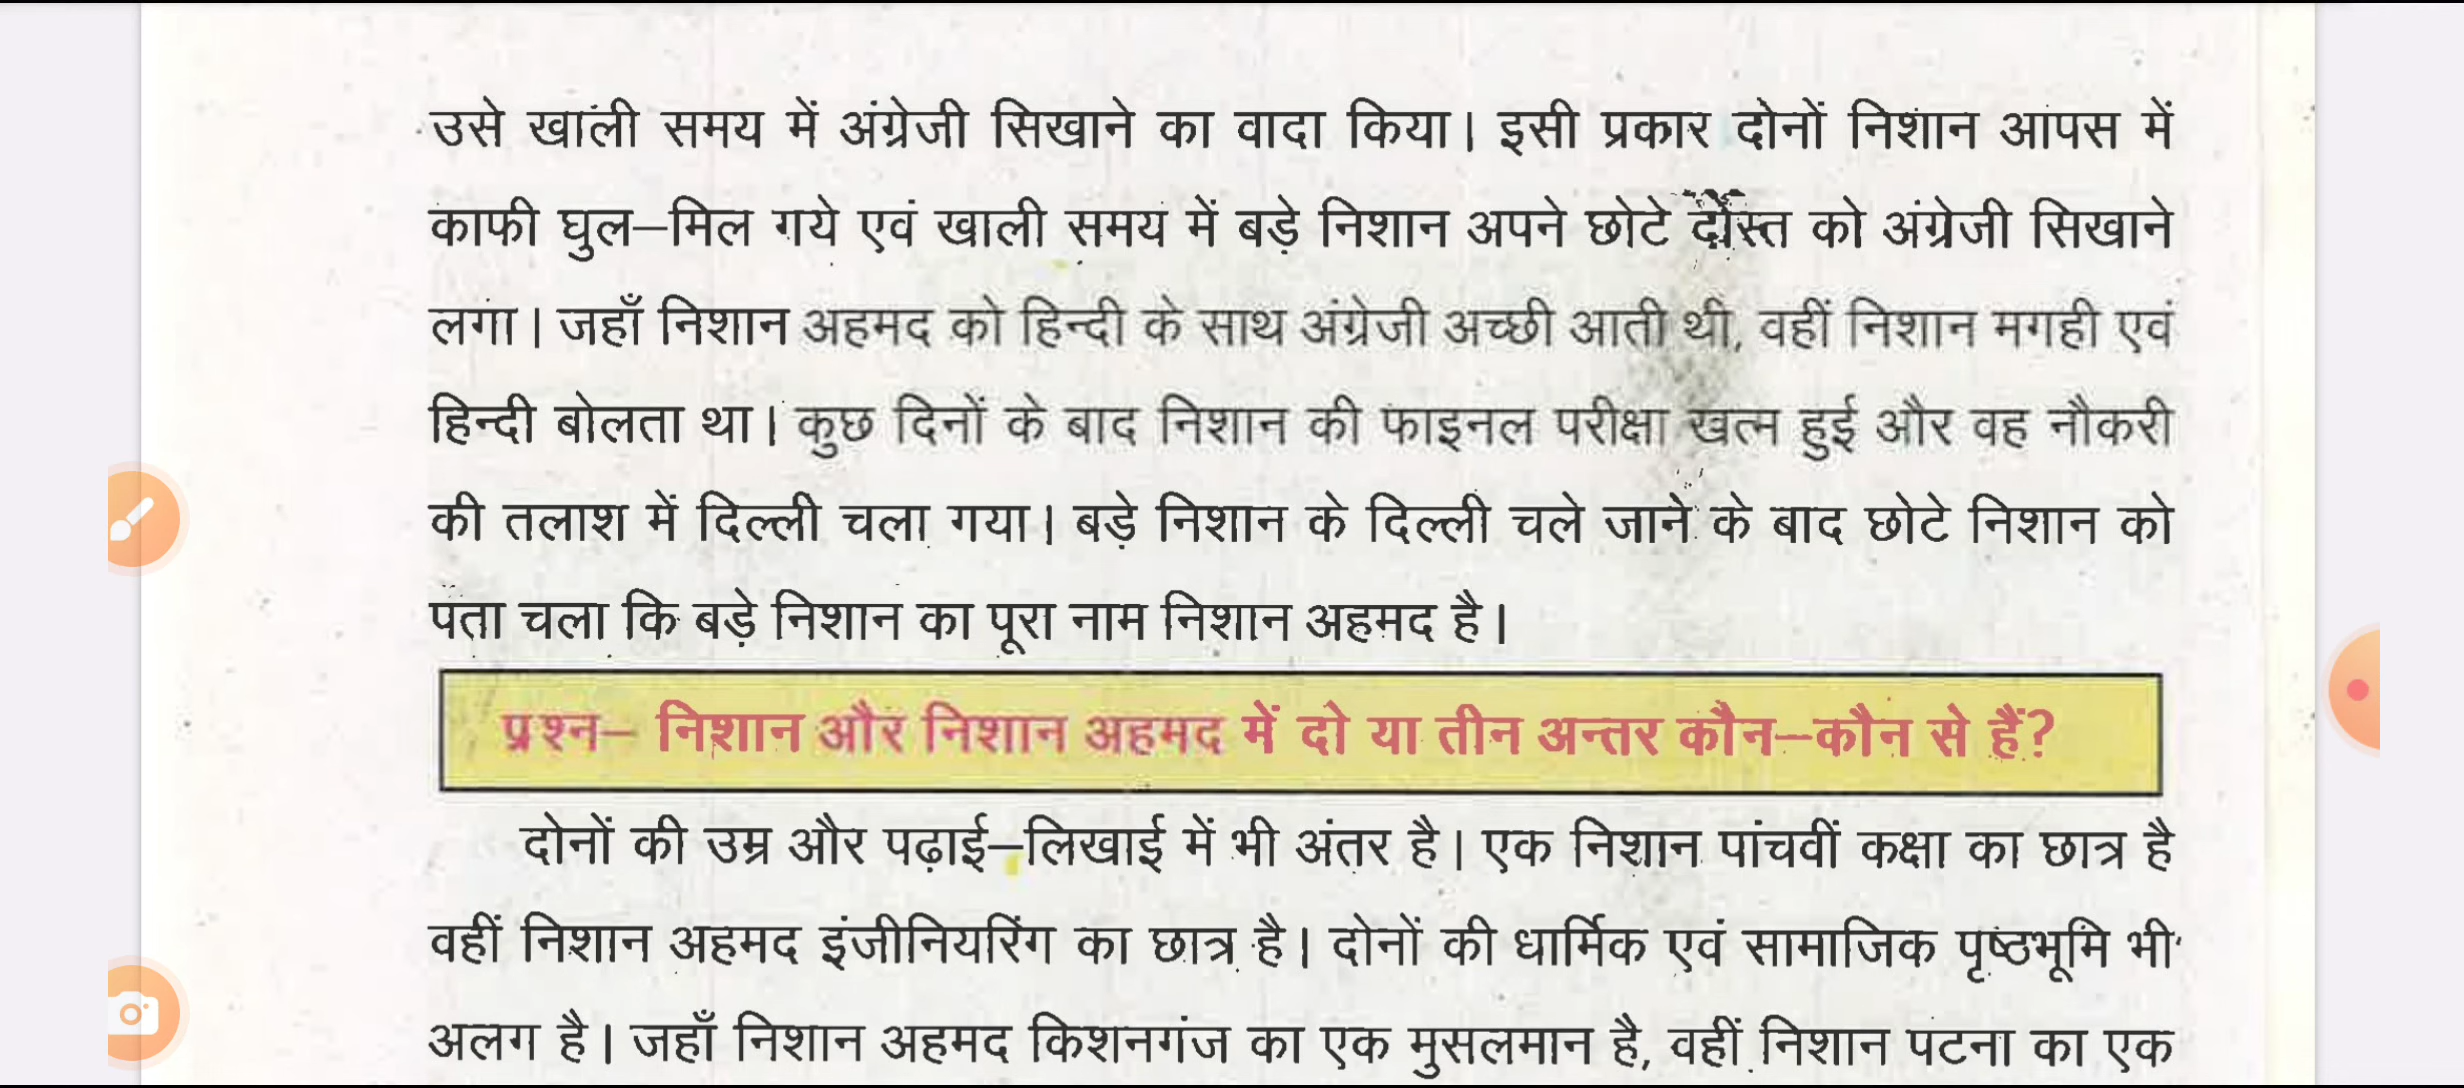 उसे खाली समय में अंग्रेजी सिखाने का वादा किया। इसी प्रकार दोनों निशान आपस में
काफी घुल–मिल गये एवं खाली समय में बड़े निशान अपने छोटे दोस्त को अंग्रेजी सिखाने
लगा। जहाँ निशान अहमद को हिन्दी के साथ अंग्रेजी अच्छी आती थी, वहीं निशान मगही एवं
हिन्दी बोलता था। कुछ दिनों के बाद निशान की फाइनल परीक्षा खत्म हुई और वह नौकरी
की तलाश में दिल्ली चला गया। बड़े निशान के दिल्ली चले जाने के बाद छोटे निशान को
पता चला कि बड़े निशान का पूरा नाम निशान अहमद है।
प्रश्न– निशान और निशान अहमद में दो या तीन अन्तर कौन–कौन से हैं?
दोनों की उम्र और पढ़ाई–लिखाई में भी अंतर है। एक निशान पांचवीं कक्षा का छात्र है
वहीं निशान अहमद इंजीनियरिंग का छात्र है। दोनों की धार्मिक एवं सामाजिक पृष्ठभूमि भी
अलग है। जहाँ निशान अहमद किशनगंज का एक मुसलमान है, वहीं निशान पटना का एक